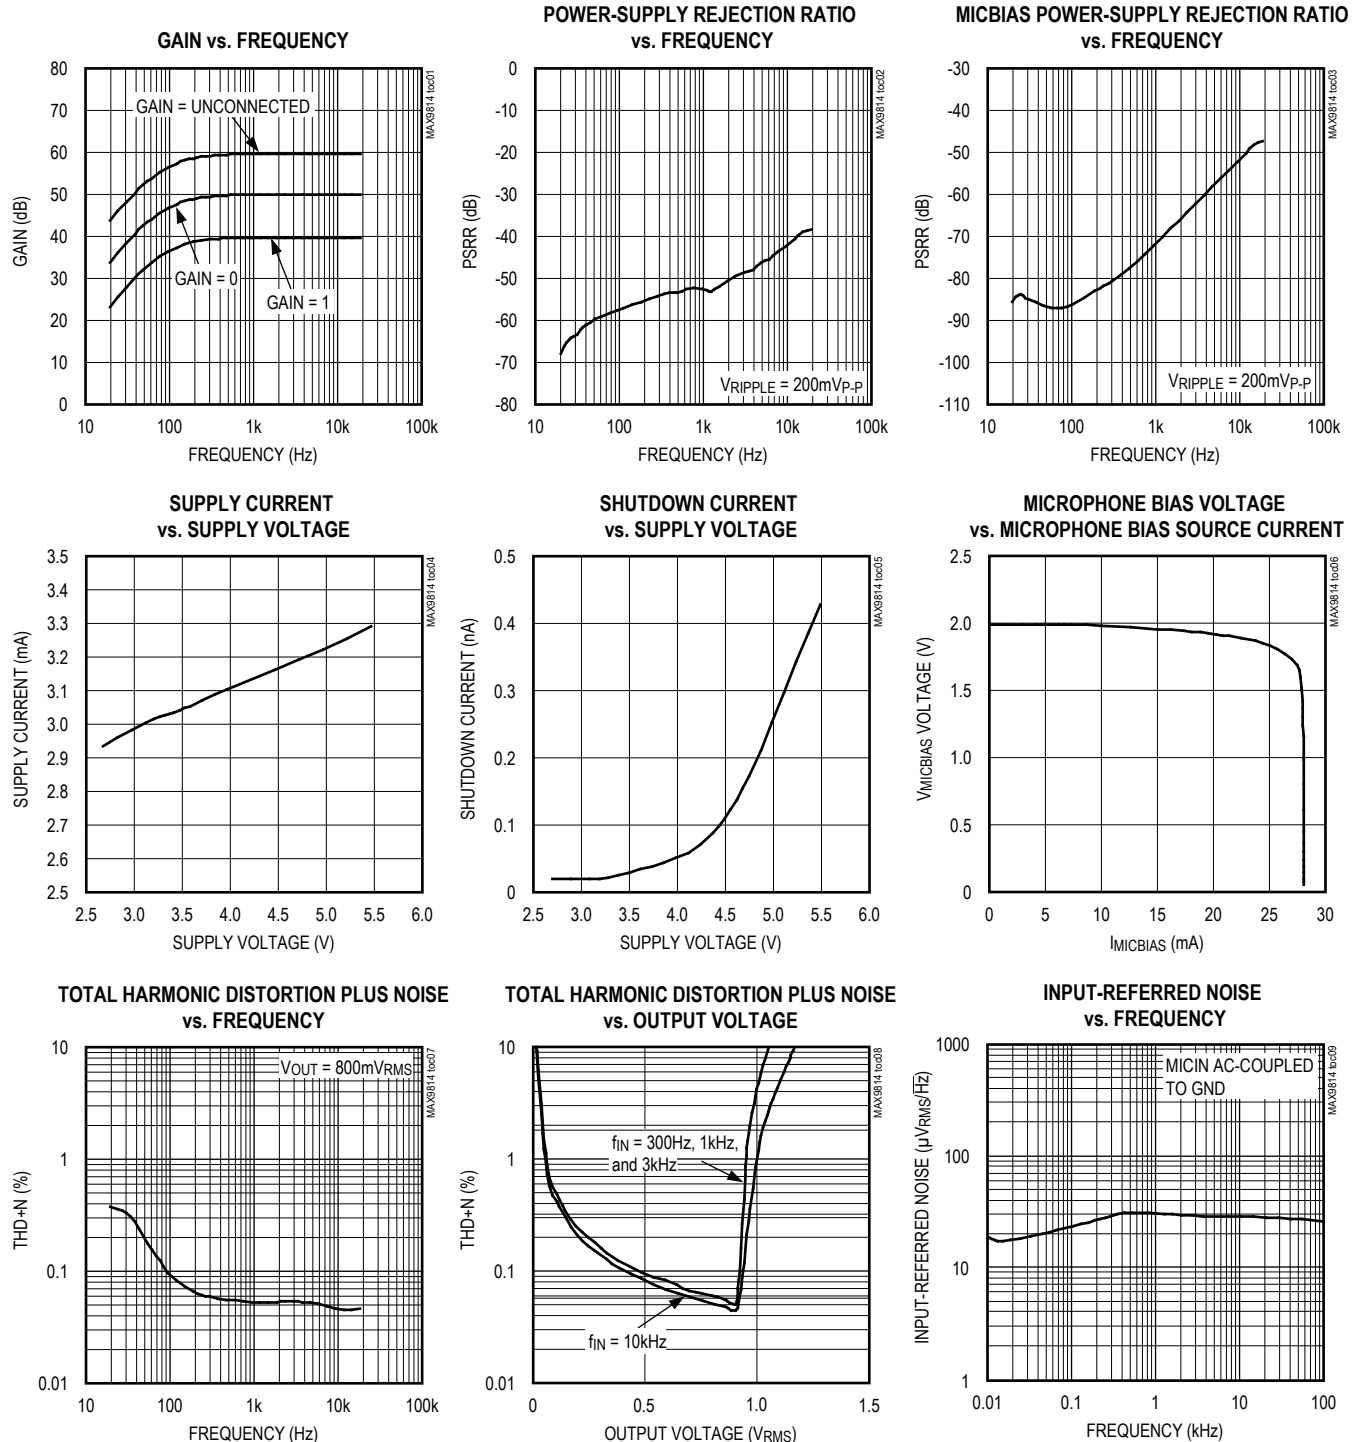 GAIN vs. FREQUENCY
80
70
60
50
40
30
20
10
0
GAIN (dB)
GAIN = UNCONNECTED
GAIN = 0
GAIN = 1
MAX9814 toc01
10 100 1k 10k 100k
FREQUENCY (Hz)
POWER-SUPPLY REJECTION RATIO
vs. FREQUENCY
0
-10
-20
-30
-40
-50
-60
-70
-80
PSRR (dB)
VRIPPLE = 200mVP-P
MAX9814 toc02
10 100 1k 10k 100k
FREQUENCY (Hz)
MICBIAS POWER-SUPPLY REJECTION RATIO
vs. FREQUENCY
-30
-40
-50
-60
-70
-80
-90
-100
-110
PSRR (dB)
VRIPPLE = 200mVP-P
MAX9814 toc03
10 100 1k 10k 100k
FREQUENCY (Hz)
SUPPLY CURRENT
vs. SUPPLY VOLTAGE
3.5
3.4
3.3
3.2
3.1
3.0
2.9
2.8
2.7
2.6
2.5
SUPPLY CURRENT (mA)
MAX9814 toc04
2.5 3.0 3.5 4.0 4.5 5.0 5.5 6.0
SUPPLY VOLTAGE (V)
SHUTDOWN CURRENT
vs. SUPPLY VOLTAGE
0.5
0.4
0.3
0.2
0.1
0
SHUTDOWN CURRENT (nA)
MAX9814 toc05
2.5 3.0 3.5 4.0 4.5 5.0 5.5 6.0
SUPPLY VOLTAGE (V)
MICROPHONE BIAS VOLTAGE
vs. MICROPHONE BIAS SOURCE CURRENT
2.5
2.0
1.5
1.0
0.5
0
VMICBIAS VOLTAGE (V)
MAX9814 toc06
0 5 10 15 20 25 30
IMICBIAS (mA)
TOTAL HARMONIC DISTORTION PLUS NOISE
vs. FREQUENCY
10
1
0.1
0.01
THD+N (%)
VOUT = 800mVRMS
MAX9814 toc07
10 100 1k 10k 100k
FREQUENCY (Hz)
TOTAL HARMONIC DISTORTION PLUS NOISE
vs. OUTPUT VOLTAGE
10
1
0.1
0.01
THD+N (%)
fIN = 300Hz, 1kHz,
and 3kHz
fIN = 10kHz
MAX9814 toc08
0 0.5 1.0 1.5
OUTPUT VOLTAGE (VRMS)
INPUT-REFERRED NOISE
vs. FREQUENCY
1000
100
10
1
INPUT-REFERRED NOISE (µVRMS/√Hz)
MICIN AC-COUPLED
TO GND
MAX9814 toc09
0.01 0.1 1 10 100
FREQUENCY (kHz)